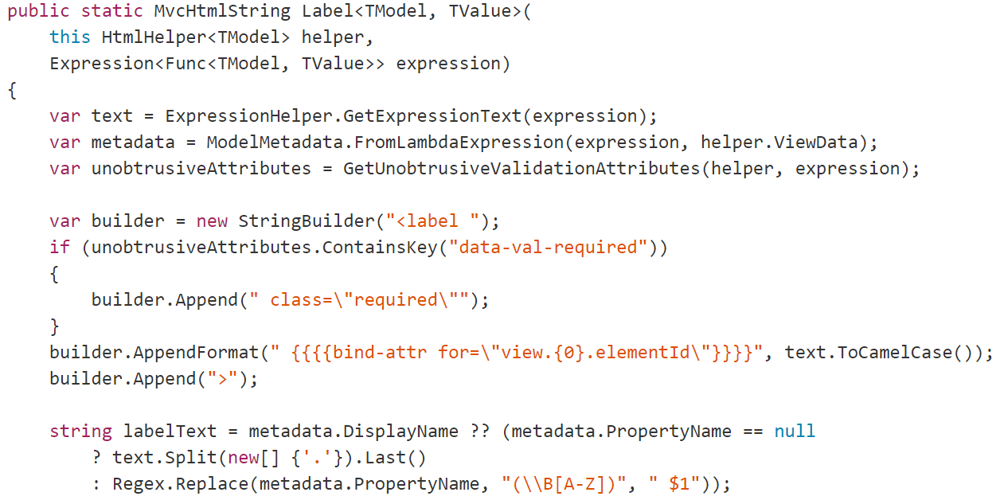 public static MvcHtmlString Label<TModel, TValue>(
    this HtmlHelper<TModel> helper,
    Expression<Func<TModel, TValue>> expression)
{
    var text = ExpressionHelper.GetExpressionText(expression);
    var metadata = ModelMetadata.FromLambdaExpression(expression, helper.ViewData);
    var unobtrusiveAttributes = GetUnobtrusiveValidationAttributes(helper, expression);

    var builder = new StringBuilder("<label ");
    if (unobtrusiveAttributes.ContainsKey("data-val-required"))
    {
        builder.Append(" class=\"required\"");
    }
    builder.AppendFormat(" {{{{bind-attr for=\"view.{0}.elementId\"}}}}", text.ToCamelCase());
    builder.Append(">");

    string labelText = metadata.DisplayName ?? (metadata.PropertyName == null
        ? text.Split(new[] {'.'}).Last()
        : Regex.Replace(metadata.PropertyName, "(\\B[A-Z])", " $1"));